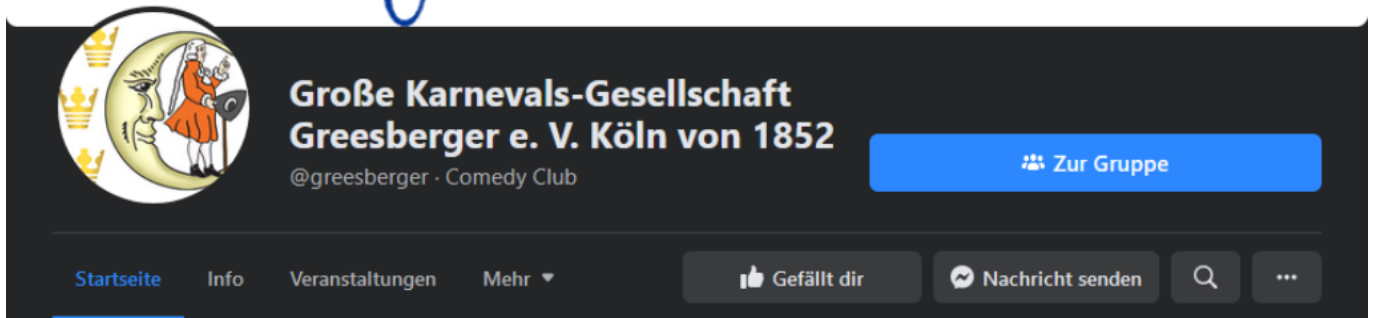 Große Karnevals-Gesellschaft
Greesberger e. V. Köln von 1852
@greesberger · Comedy Club
Zur Gruppe
Startseite
Info
Veranstaltungen
Mehr
Gefällt dir
Nachricht senden